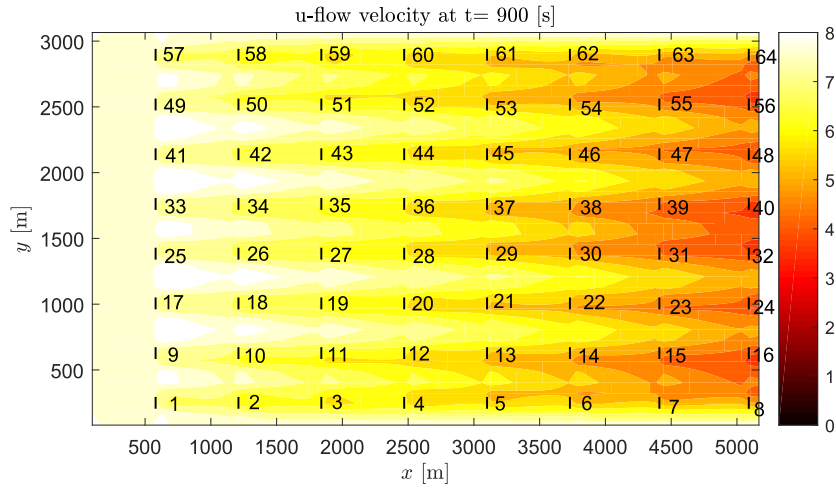 u-flow velocity at t= 900 [s]
3000
2500
2000
1500
1000
500
y [m]
57 58 59 60 61 62 63 64
49 50 51 52 53 54 55 56
41 42 43 44 45 46 47 48
33 34 35 36 37 38 39 40
25 26 27 28 29 30 31 32
17 18 19 20 21 22 23 24
9 10 11 12 13 14 15 16
1 2 3 4 5 6 7 8
500 1000 1500 2000 2500 3000 3500 4000 4500 5000
x [m]
8
7
6
5
4
3
2
1
0